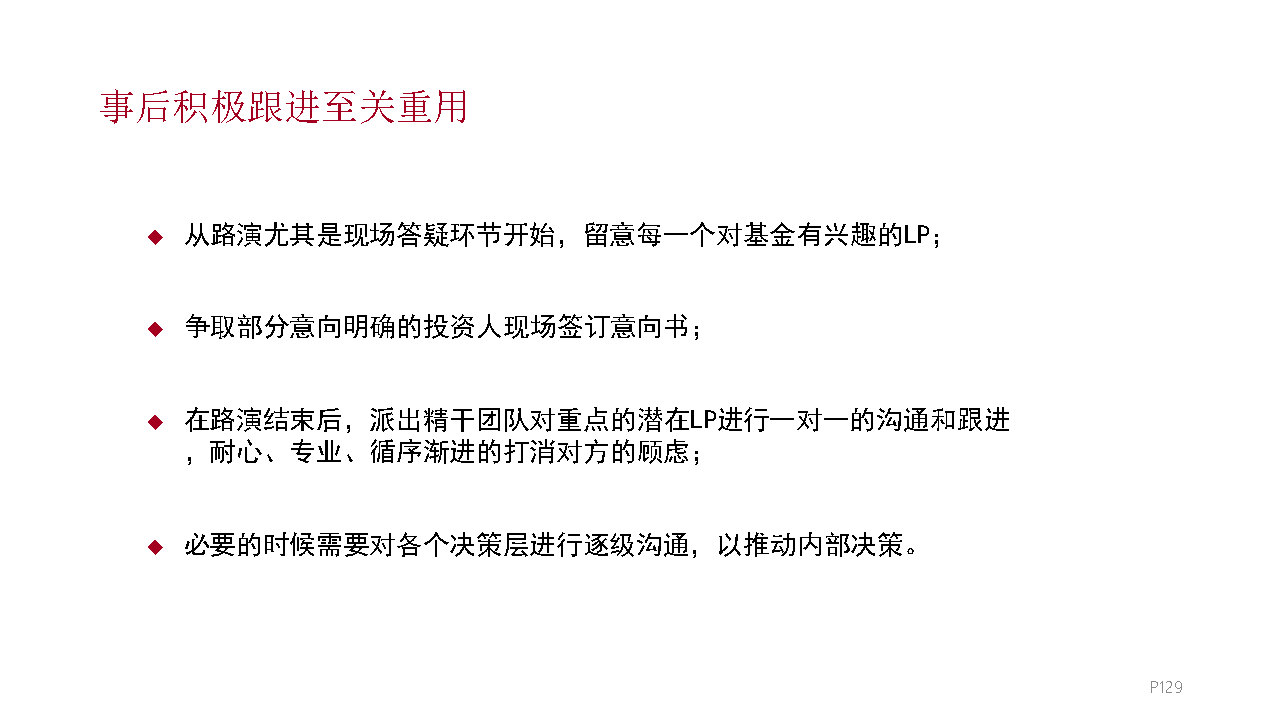 事后积极跟进至关重用
◆ 从路演尤其是现场答疑环节开始，留意每一个对基金有兴趣的LP；
◆ 争取部分意向明确的投资人现场签订意向书；
◆ 在路演结束后，派出精干团队对重点的潜在LP进行一对一的沟通和跟进
，耐心、专业、循序渐进的打消对方的顾虑；
◆ 必要的时候需要对各个决策层进行逐级沟通，以推动内部决策。
P129